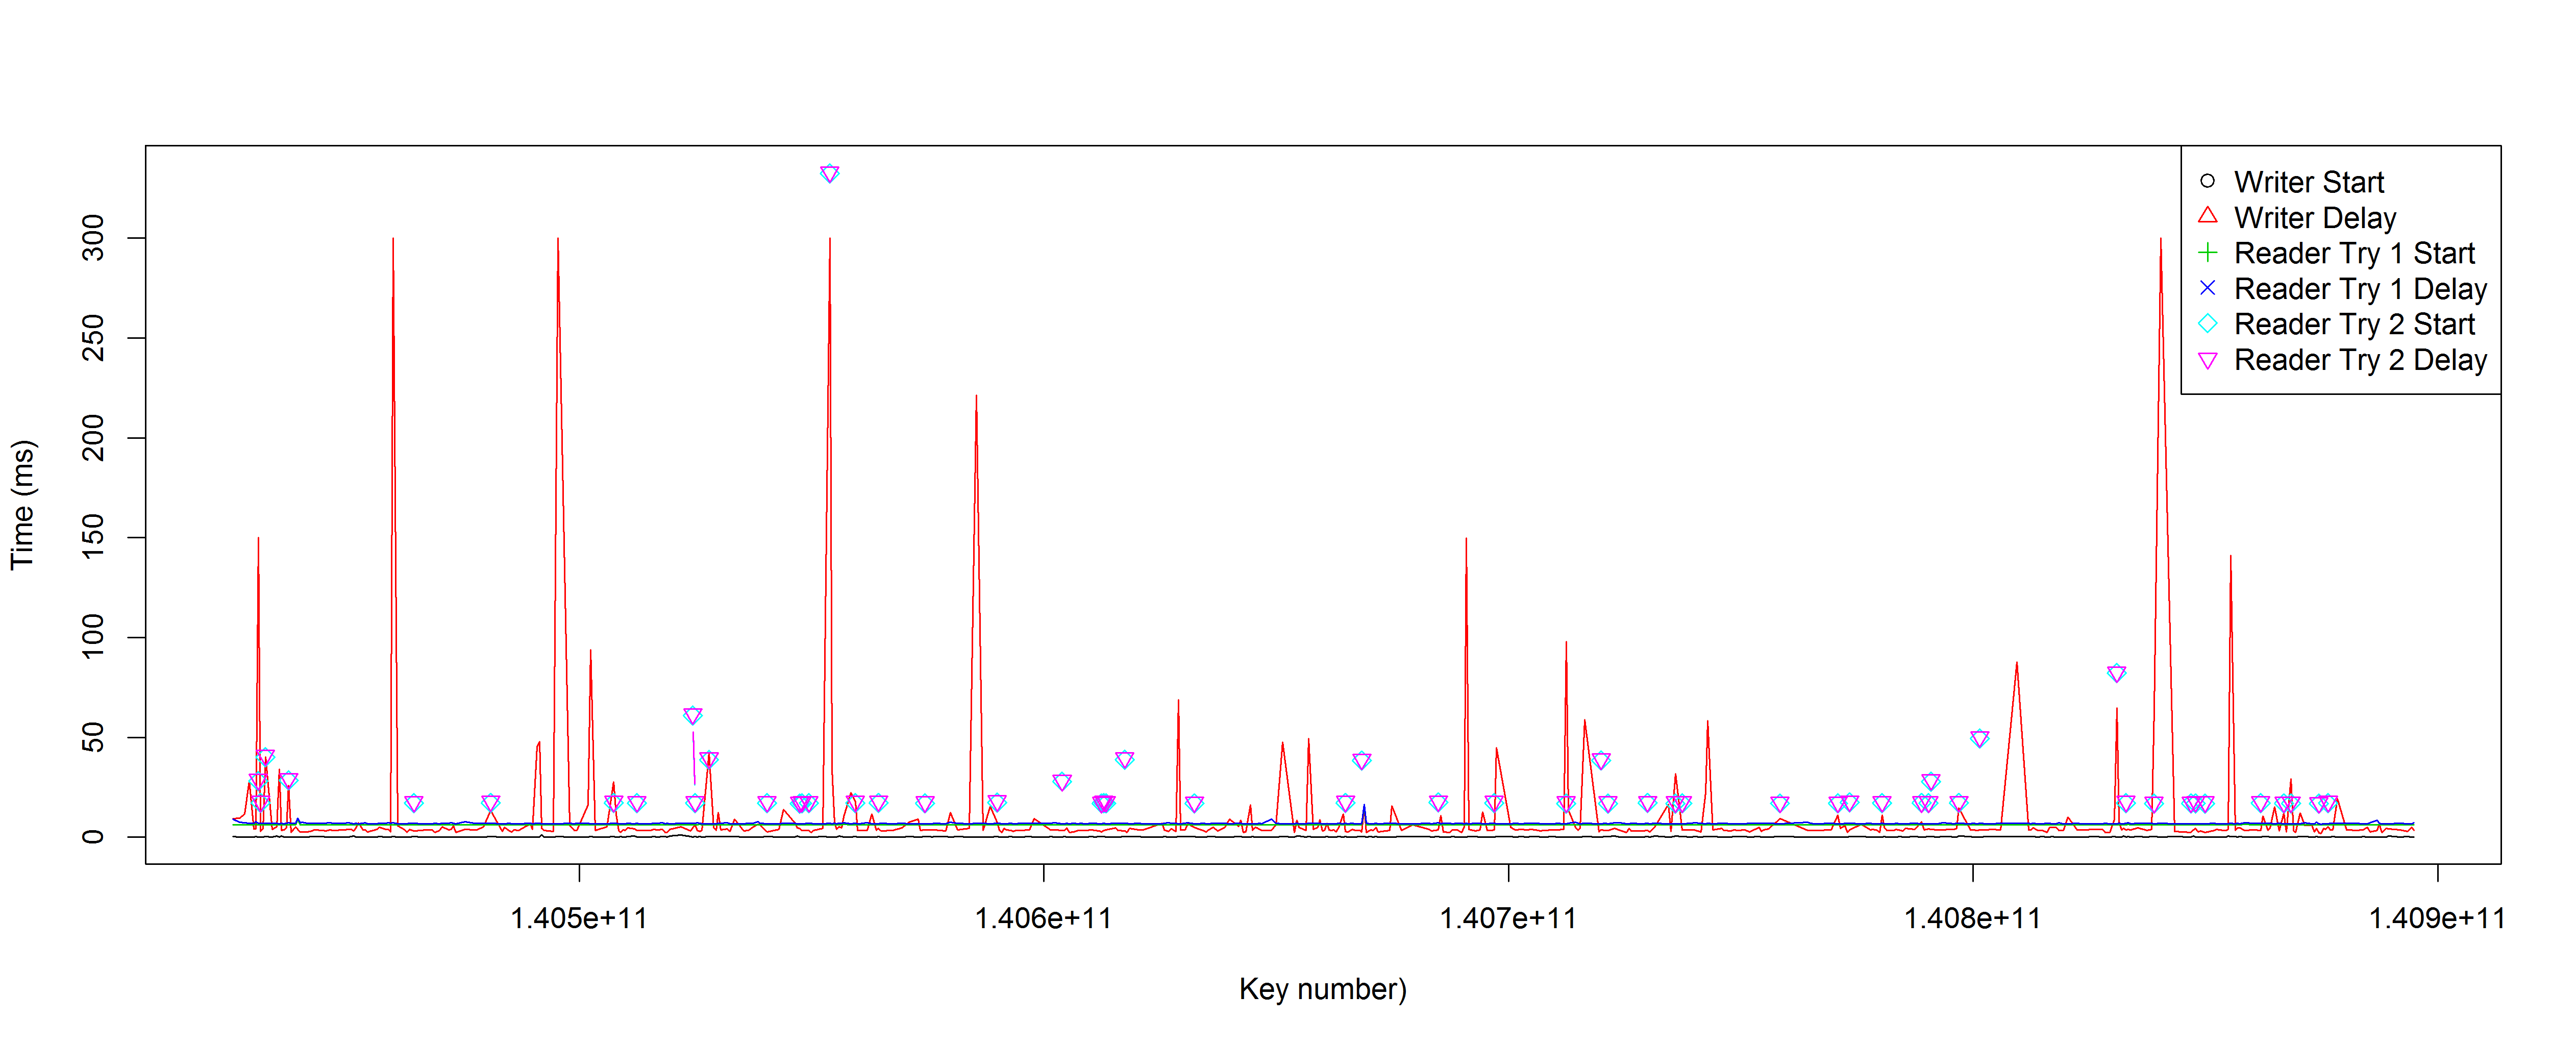 Writer Start
Writer Delay
Reader Try 1 Start
Reader Try 1 Delay
Reader Try 2 Start
Reader Try 2 Delay
Time (ms)
300
250
200
150
100
50
0
1.405e+11 1.406e+11 1.407e+11 1.408e+11 1.409e+11
Key number)